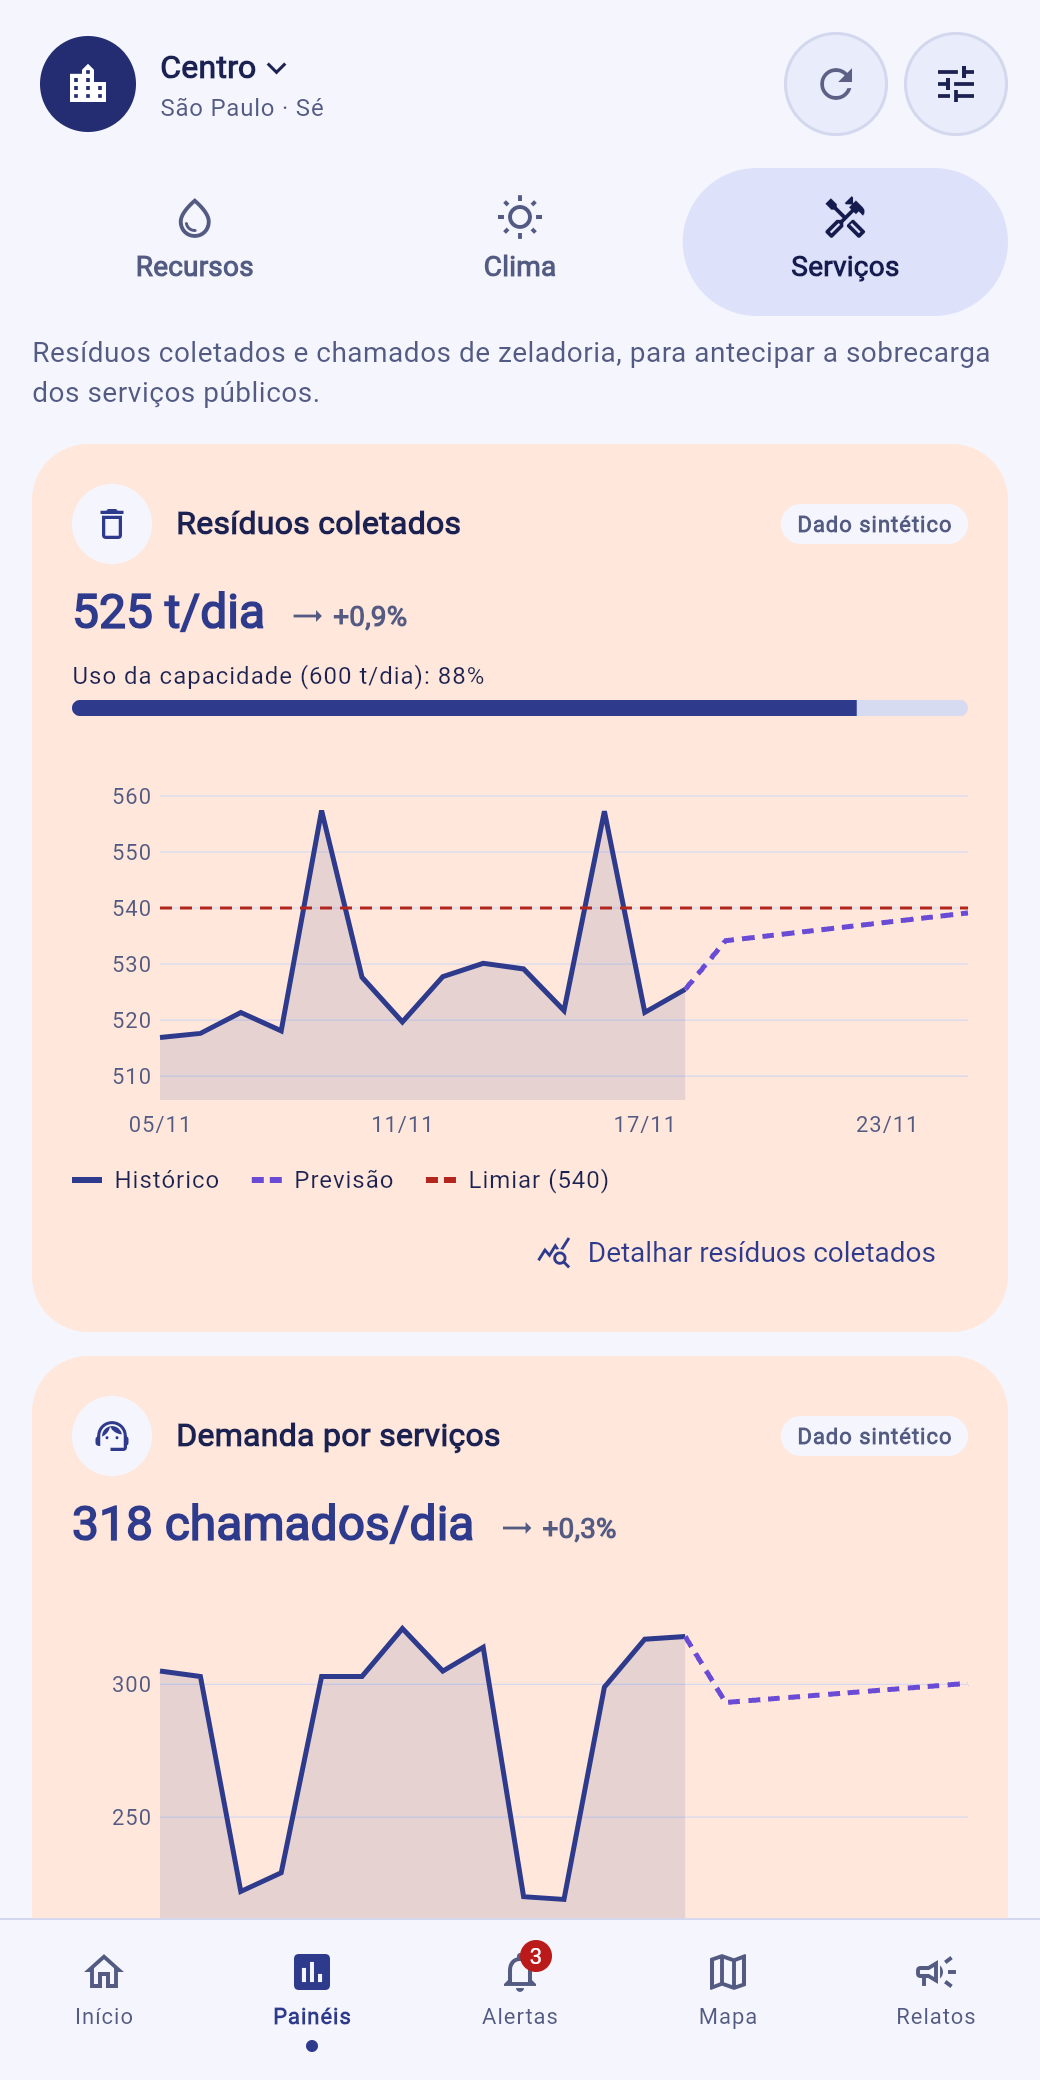 Centro
São Paulo · Sé
Recursos
Clima
Serviços
Resíduos coletados e chamados de zeladoria, para antecipar a sobrecarga
dos serviços públicos.
Resíduos coletados
Dado sintético
525 t/dia → +0,9%
Uso da capacidade (600 t/dia): 88%
560
550
540
530
520
510
05/11 11/11 17/11 23/11
Histórico Previsão Limiar (540)
Detalhar resíduos coletados
Demanda por serviços
Dado sintético
318 chamados/dia → +0,3%
300
250
3
Início Painéis Alertas Mapa Relatos